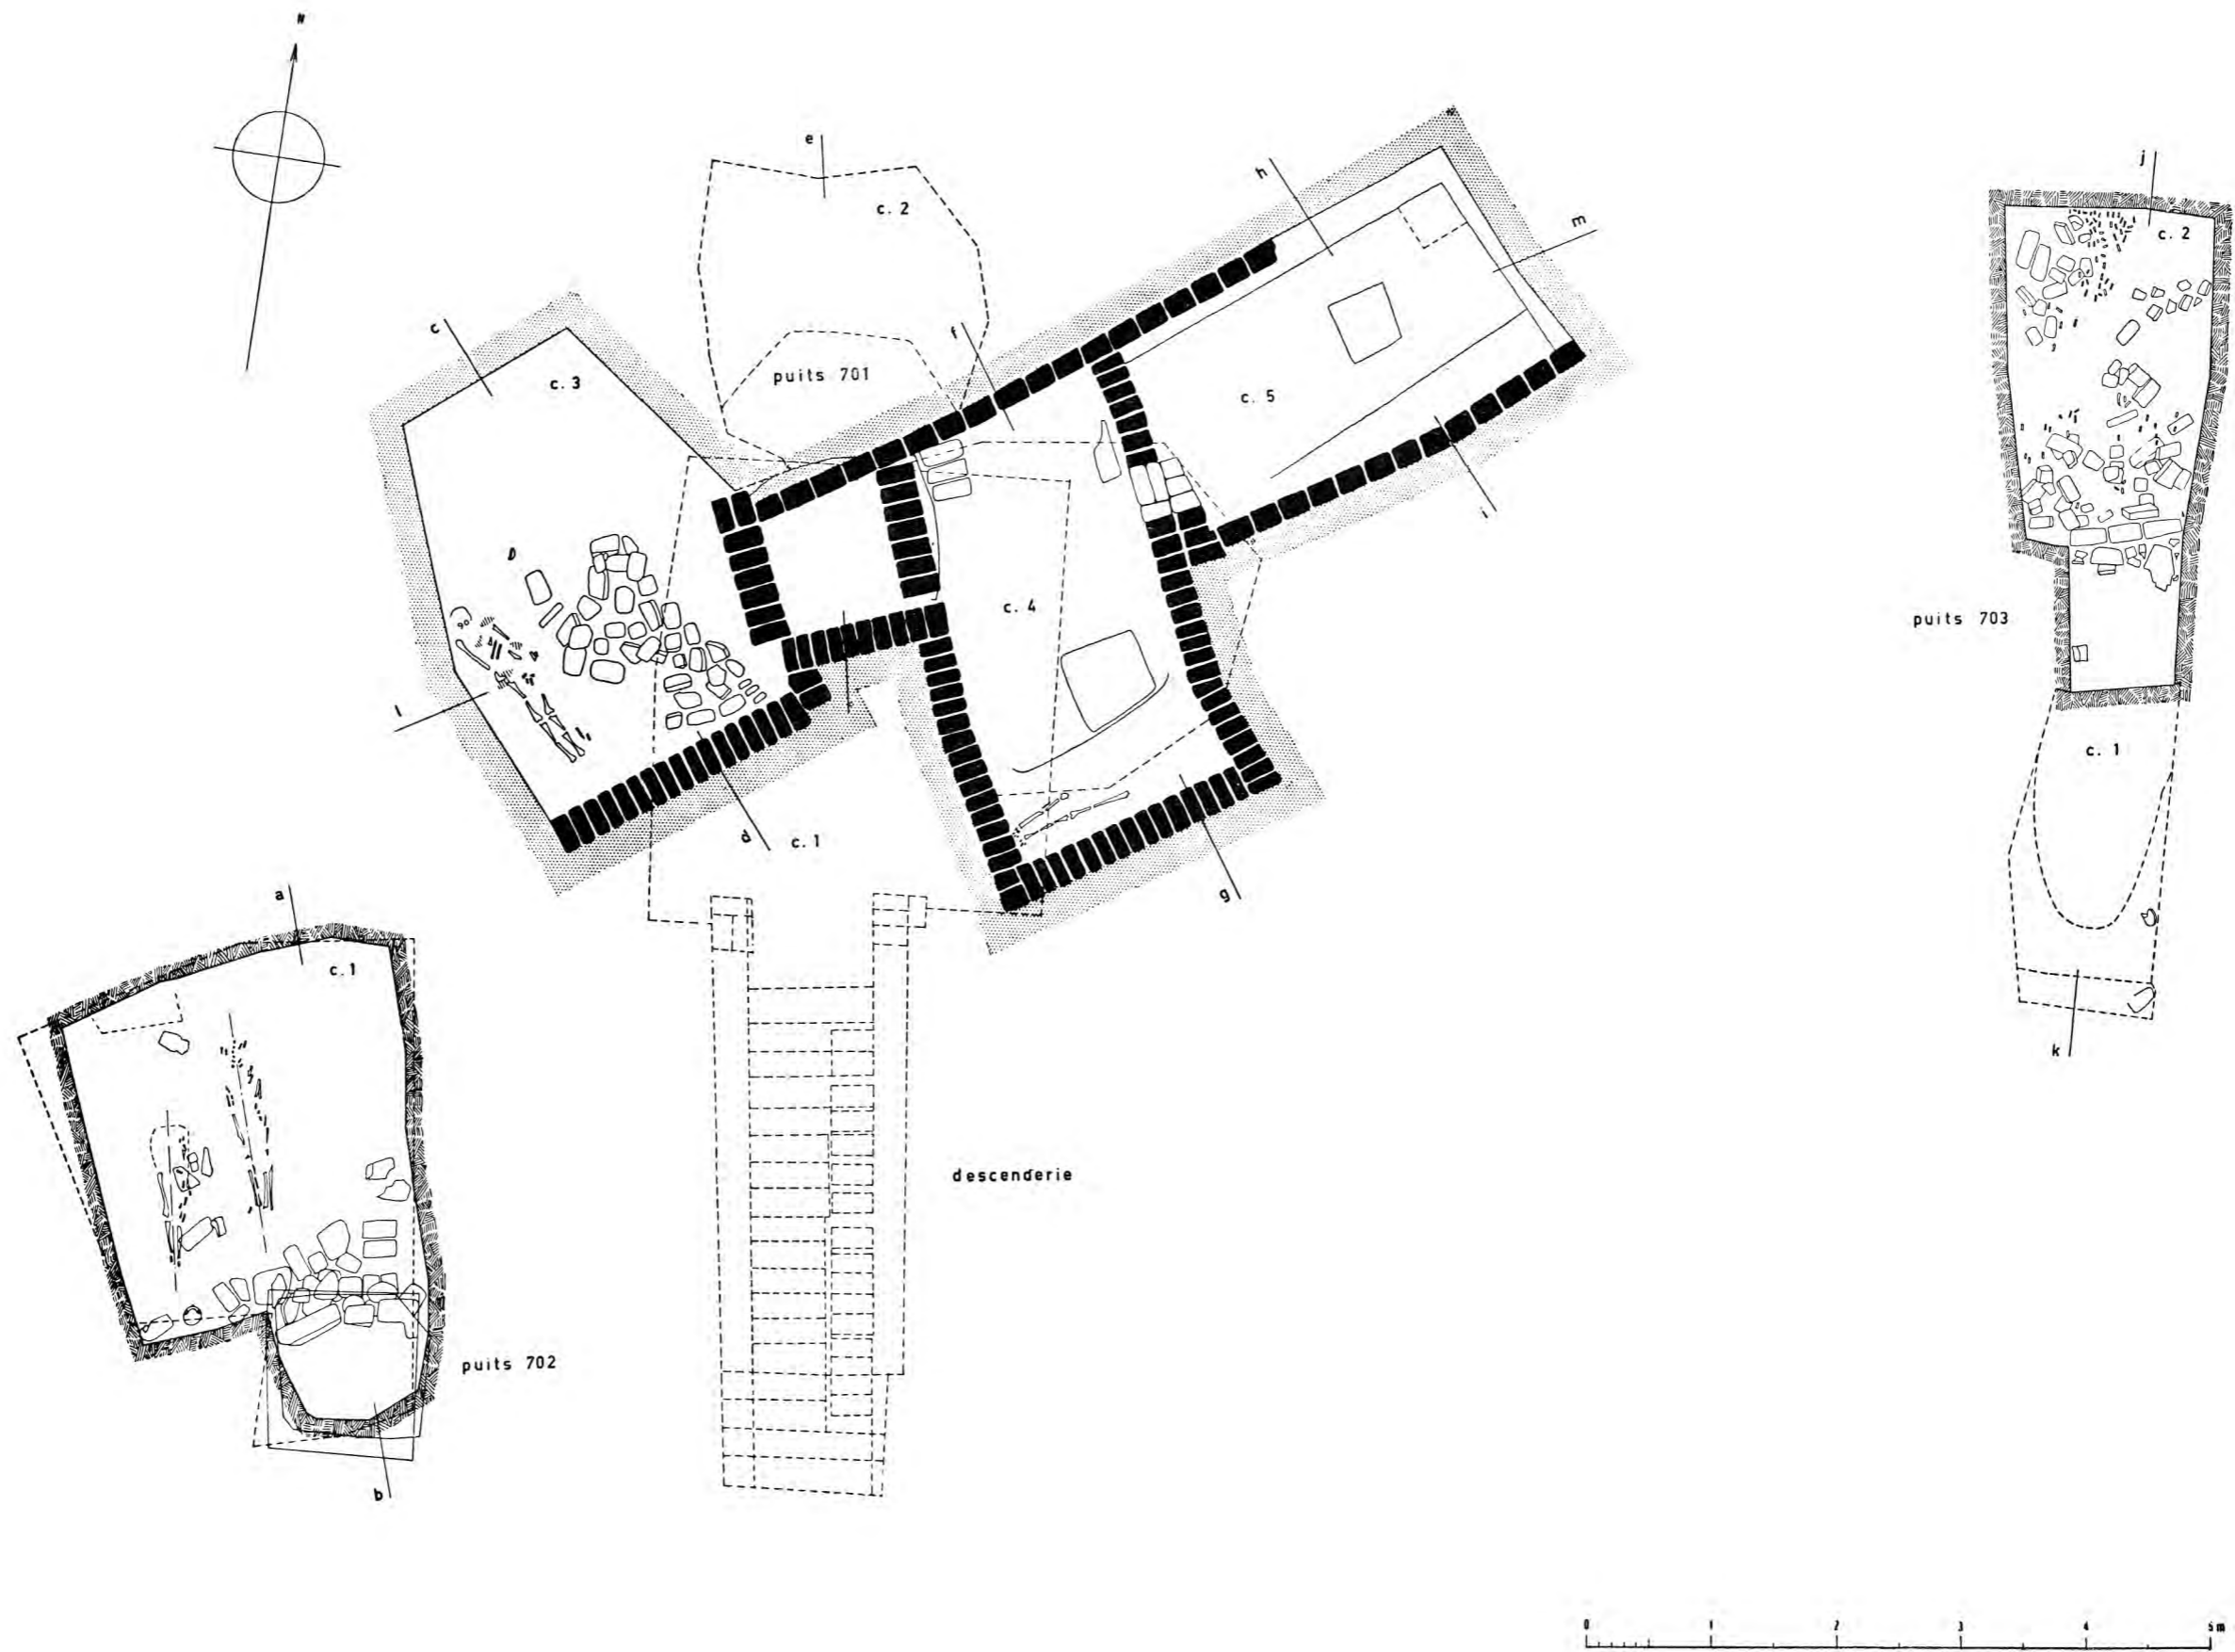 N
e
c. 2
h
m
j
c. 2
c
c. 3
f
puits 701
c. 5
i
c. 4
puits 703
l
c. 1
d
c. 1
g
a
c. 1
k
descenderie
puits 702
b
0 1 2 3 4 5m